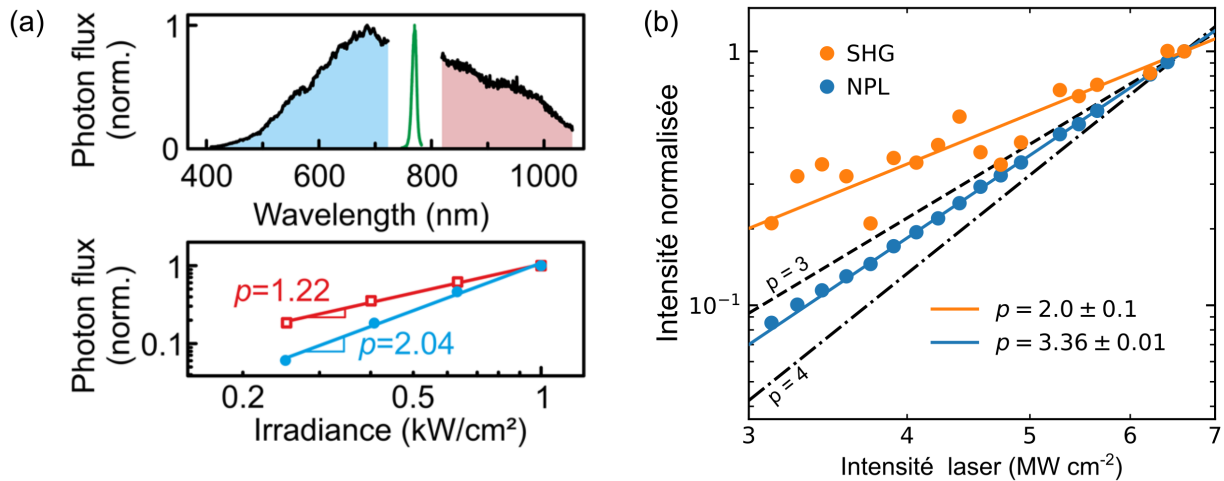 (a)
Photon flux
(norm.)
1
0
400
600
800
1000
Wavelength (nm)
Photon flux
(norm.)
1
0.1
p=1.22
p=2.04
0.2
0.5
1
Irradiance (kW/cm²)
(b)
Intensité normalisée
1
10⁻¹
SHG
NPL
p = 3
p = 4
p = 2.0 ± 0.1
p = 3.36 ± 0.01
3
4
5
6
7
Intensité laser (MW cm⁻²)